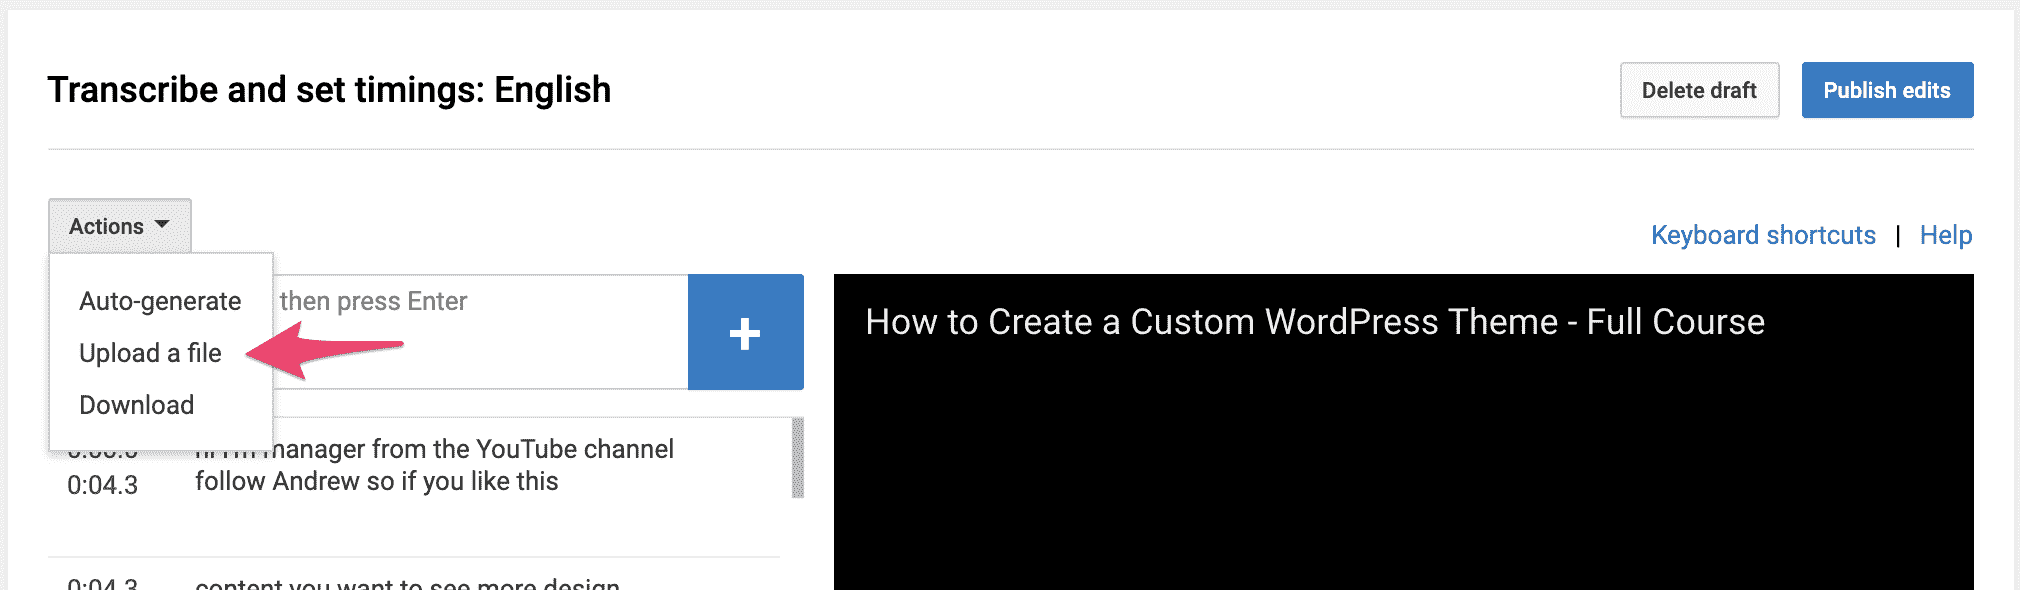 Transcribe and set timings: English
Delete draft
Publish edits
Actions
Keyboard shortcuts | Help
Auto-generate
then press Enter
Upload a file
Download
+
How to Create a Custom WordPress Theme - Full Course
manager from the YouTube channel
0:04.3
follow Andrew so if you like this
0:04.3
content you want to see more design